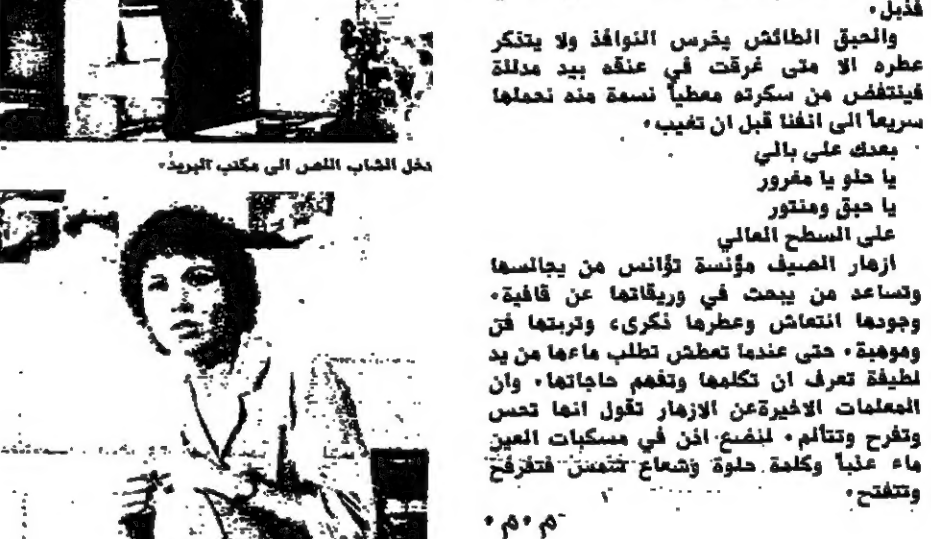 فذبل.
والحبق الطائش يخرس النوافذ ولا يتذكر
عطره الا متى غرقت في عنقه يد مدللة
فينتفض من سكرته معطياً نسمة منه نحملها
سريعاً الى انفنا قبل ان تغيب.
بعدك على بالي
يا حلو يا مغرور
يا حبق ومنتور
على السطح العالي
ازهار الصيف مؤنسة تؤانس من يجالسها
وتساعد من يبحث في وريقاتها عن قافية.
وجودها انتعاش وعطرها ذكرى، وتربتها فن
وموهبة. حتى عندما تعطش تطلب ماءها من يد
لطيفة تعرف ان تكلمها وتفهم حاجاتها. وان
المعلمات الاخيرةعن الازهار تقول انها تحس
وتفرح وتتألم. لنضع اذن في مسكبات العين
ماء عذباً وكلمة حلوة وشعاع شمس فتفرفح
وتتفتح.
م.م.
دخل الشاب اللص الى مكتب البريد.